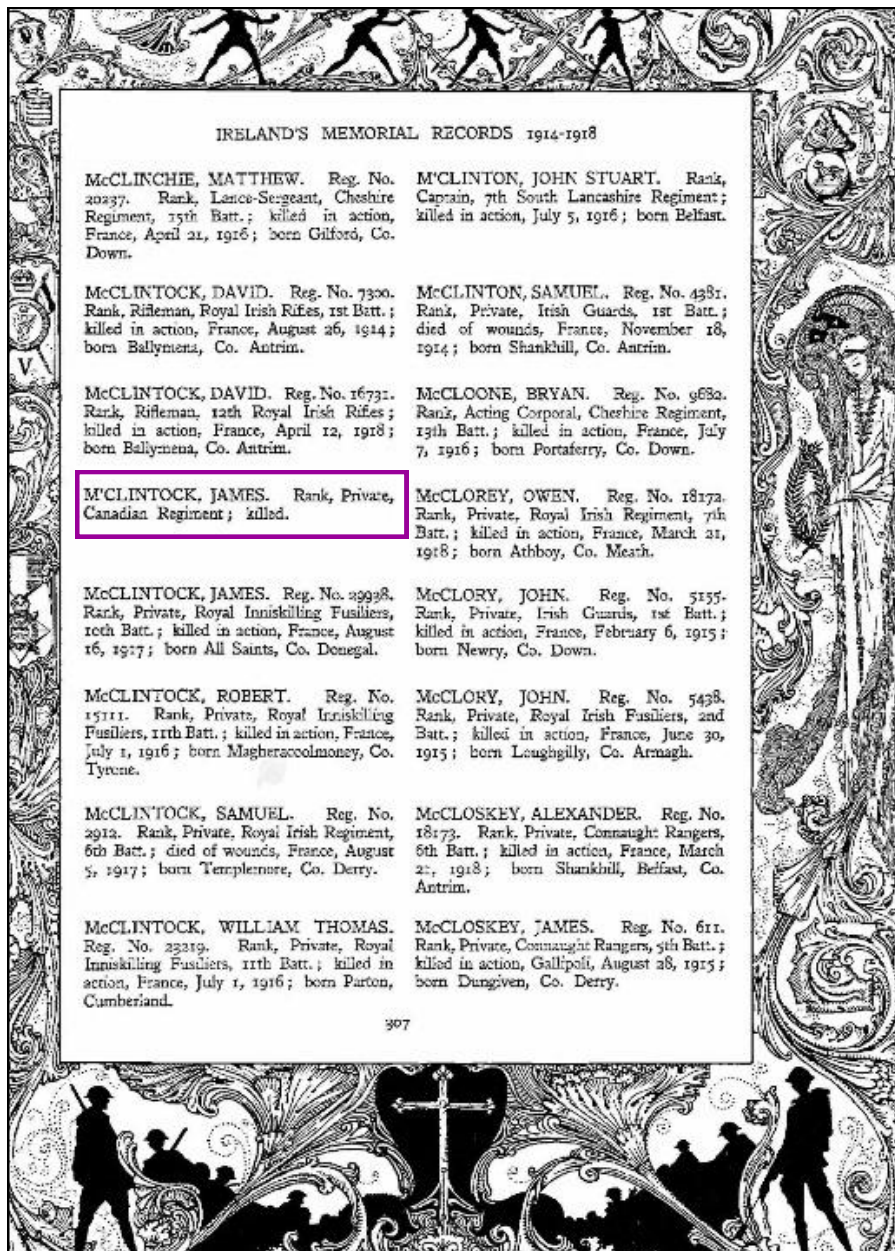 IRELAND'S MEMORIAL RECORDS 1914-1918
McCLINCHIE, MATTHEW. Reg. No.
20237. Rank, Lance-Sergeant, Cheshire
Regiment, 15th Batt.; killed in action,
France, April 21, 1916; born Gilford, Co.
Down.
McCLINTOCK, DAVID. Reg. No. 7300.
Rank, Rifleman, Royal Irish Rifles, 1st Batt.;
killed in action, France, August 26, 1914;
born Ballymena, Co. Antrim.
McCLINTOCK, DAVID. Reg. No. 16731.
Rank, Rifleman, 12th Royal Irish Rifles;
killed in action, France, April 12, 1918;
born Ballymena, Co. Antrim.
M'CLINTOCK, JAMES. Rank, Private,
Canadian Regiment; killed.
McCLINTOCK, JAMES. Reg. No. 29938.
Rank, Private, Royal Inniskilling Fusiliers,
10th Batt.; killed in action, France, August
16, 1917; born All Saints, Co. Donegal.
McCLINTOCK, ROBERT. Reg. No.
15111. Rank, Private, Royal Inniskilling
Fusiliers, 11th Batt.; killed in action, France,
July 1, 1916; born Magheracoolmoney, Co.
Tyrone.
McCLINTOCK, SAMUEL. Reg. No.
2912. Rank, Private, Royal Irish Regiment,
6th Batt.; died of wounds, France, August
5, 1917; born Templemore, Co. Derry.
McCLINTOCK, WILLIAM THOMAS.
Reg. No. 23219. Rank, Private, Royal
Inniskilling Fusiliers, 11th Batt.; killed in
action, France, July 1, 1916; born Parton,
Cumberland.
M'CLINTON, JOHN STUART. Rank,
Captain, 7th South Lancashire Regiment;
killed in action, July 5, 1916; born Belfast.
McCLINTON, SAMUEL. Reg. No. 4381.
Rank, Private, Irish Guards, 1st Batt.;
died of wounds, France, November 18,
1914; born Shankhill, Co. Antrim.
McCLOONE, BRYAN. Reg. No. 9682.
Rank, Acting Corporal, Cheshire Regiment,
13th Batt.; killed in action, France, July
7, 1916; born Portaferry, Co. Down.
McCLOREY, OWEN. Reg. No. 18172.
Rank, Private, Royal Irish Regiment, 7th
Batt.; killed in action, France, March 21,
1918; born Athboy, Co. Meath.
McCLORY, JOHN. Reg. No. 5155.
Rank, Private, Irish Guards, 1st Batt.;
killed in action, France, February 6, 1915;
born Newry, Co. Down.
McCLORY, JOHN. Reg. No. 5438.
Rank, Private, Royal Irish Fusiliers, 2nd
Batt.; killed in action, France, June 30,
1915; born Loughgilly, Co. Armagh.
McCLOSKEY, ALEXANDER. Reg. No.
18173. Rank, Private, Connaught Rangers,
6th Batt.; killed in action, France, March
21, 1918; born Shankhill, Belfast, Co.
Antrim.
McCLOSKEY, JAMES. Reg. No. 611.
Rank, Private, Connaught Rangers, 5th Batt.;
killed in action, Gallipoli, August 28, 1915;
born Dungiven, Co. Derry.
307
V.